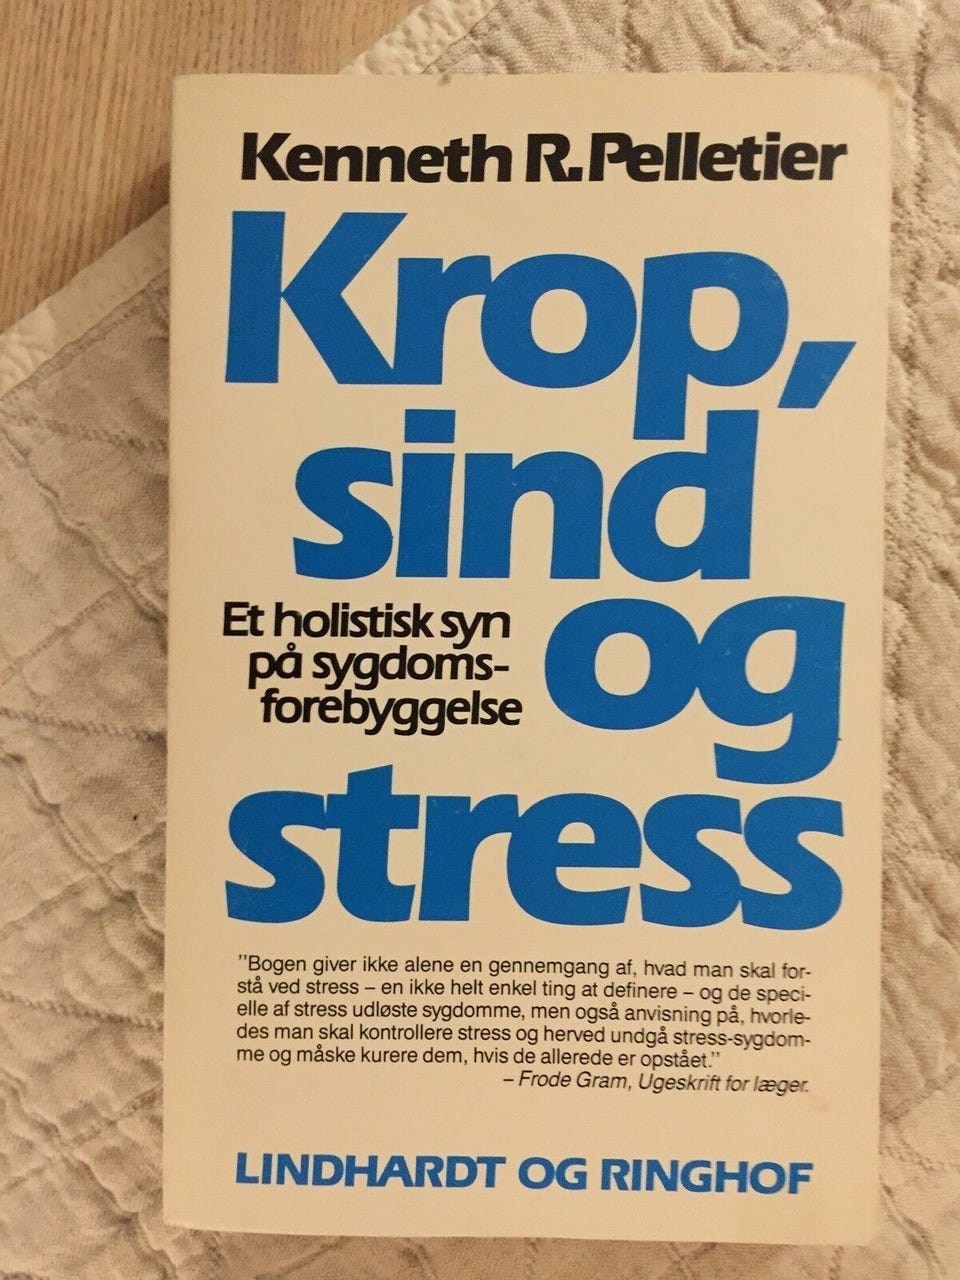 Kenneth R. Pelletier
Krop,
sind
og
Et holistisk syn
på sygdoms-
forebyggelse
stress
"Bogen giver ikke alene en gennemgang af, hvad man skal for-
stå ved stress – en ikke helt enkel ting at definere – og de speci-
elle af stress udløste sygdomme, men også anvisning på, hvorle-
des man skal kontrollere stress og herved undgå stress-sygdom-
me og måske kurere dem, hvis de allerede er opstået."
– Frode Gram, Ugeskrift for læger.
LINDHARDT OG RINGHOF